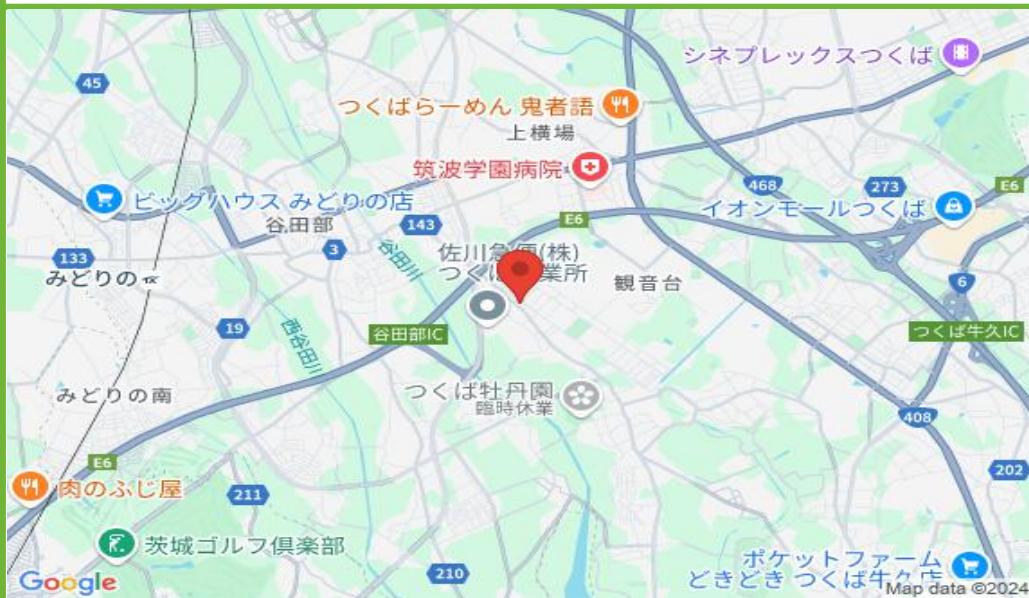 45
シネプレックスつくば
つくばらーめん 鬼者語
上横場
筑波学園病院
468
273
E6
ビッグハウス みどりの店
イオンモールつくば
谷田部
143
E6
3
谷田川
佐川急便(株)
つくば営業所
観音台
133
みどりの
6
19
西谷田川
谷田部IC
つくば牛久IC
みどりの南
つくば牡丹園
臨時休業
408
E6
202
肉のふじ屋
211
茨城ゴルフ倶楽部
210
ポケットファーム
どきどき つくば牛久店
Google
Map data ©2024